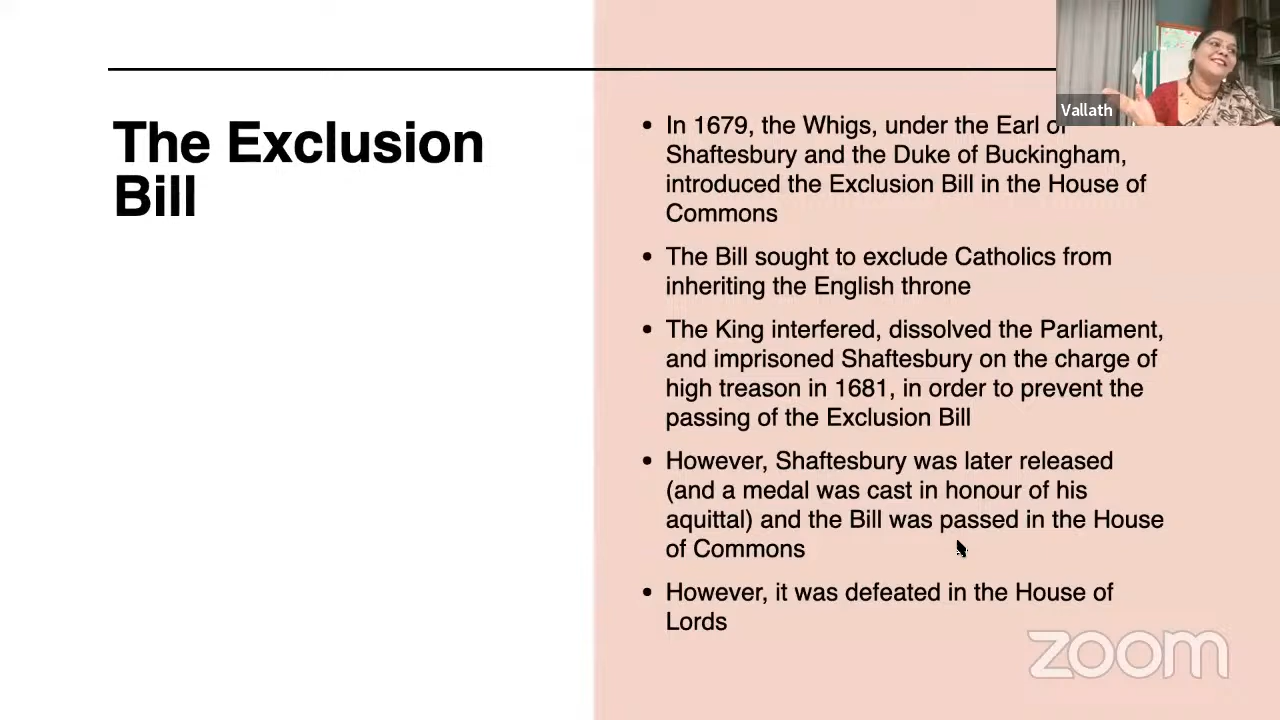 The Exclusion
Bill
Vallath
• In 1679, the Whigs, under the Earl of
Shaftesbury and the Duke of Buckingham,
introduced the Exclusion Bill in the House of
Commons
• The Bill sought to exclude Catholics from
inheriting the English throne
• The King interfered, dissolved the Parliament,
and imprisoned Shaftesbury on the charge of
high treason in 1681, in order to prevent the
passing of the Exclusion Bill
• However, Shaftesbury was later released
(and a medal was cast in honour of his
aquittal) and the Bill was passed in the House
of Commons
• However, it was defeated in the House of
Lords
zoom